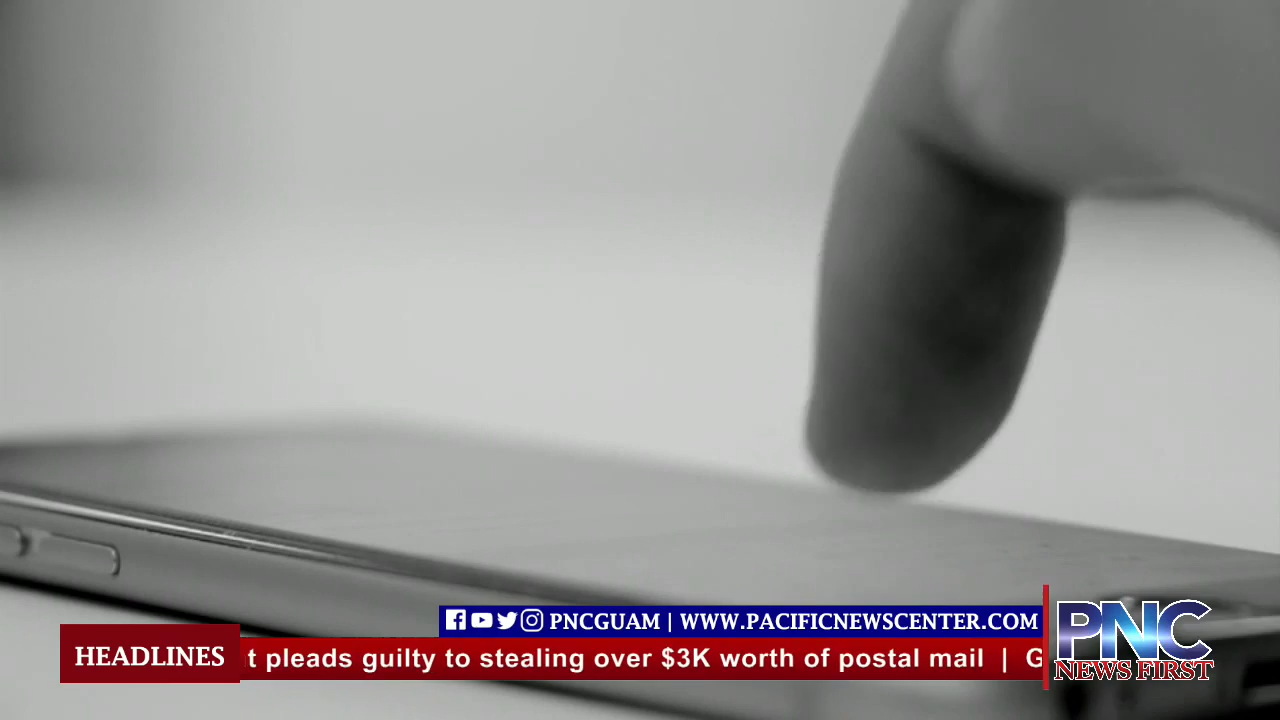 PNCGUAM | WWW.PACIFICNEWSCENTER.COM
HEADLINES
t pleads guilty to stealing over $3K worth of postal mail | G
PNC
NEWS FIRST